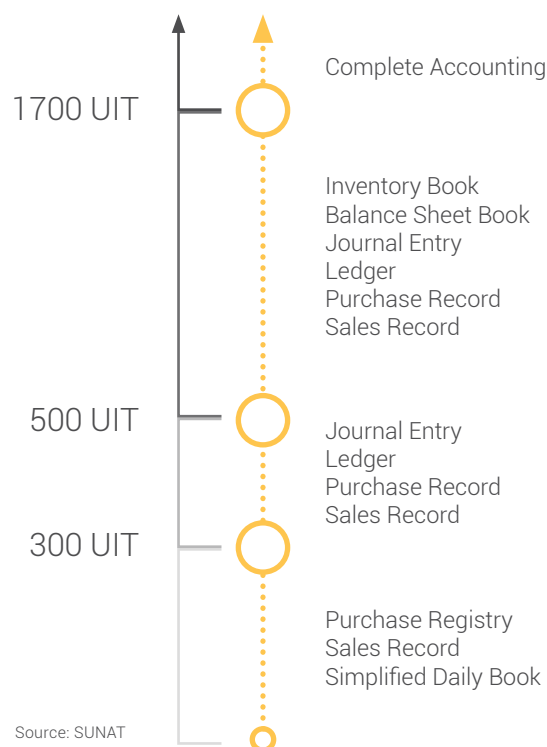 Complete Accounting
1700 UIT
Inventory Book
Balance Sheet Book
Journal Entry
Ledger
Purchase Record
Sales Record
500 UIT
Journal Entry
Ledger
Purchase Record
Sales Record
300 UIT
Purchase Registry
Sales Record
Simplified Daily Book
Source: SUNAT